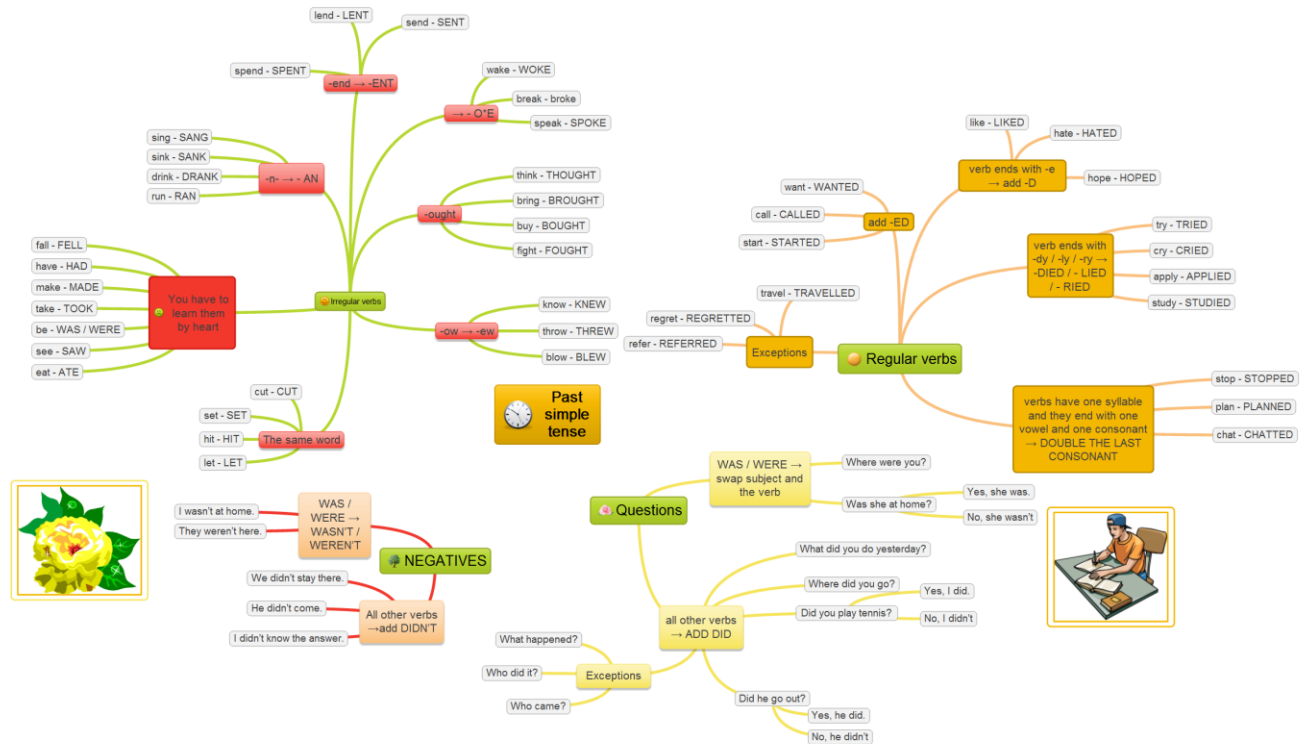 Past
simple
tense
Irregular verbs
-end → -ENT
lend - LENT
send - SENT
spend - SPENT
→ - O*E
wake - WOKE
break - broke
speak - SPOKE
-n- → - AN
sing - SANG
sink - SANK
drink - DRANK
run - RAN
-ought
think - THOUGHT
bring - BROUGHT
buy - BOUGHT
fight - FOUGHT
You have to
learn them
by heart
fall - FELL
have - HAD
make - MADE
take - TOOK
be - WAS / WERE
see - SAW
eat - ATE
-ow → -ew
know - KNEW
throw - THREW
blow - BLEW
The same word
cut - CUT
set - SET
hit - HIT
let - LET
Regular verbs
verb ends with -e
→ add -D
like - LIKED
hate - HATED
hope - HOPED
add -ED
want - WANTED
call - CALLED
start - STARTED
verb ends with
-dy / -ly / -ry →
-DIED / - LIED
/ - RIED
try - TRIED
cry - CRIED
apply - APPLIED
study - STUDIED
Exceptions
travel - TRAVELLED
regret - REGRETTED
refer - REFERRED
verbs have one syllable
and they end with one
vowel and one consonant
→ DOUBLE THE LAST
CONSONANT
stop - STOPPED
plan - PLANNED
chat - CHATTED
NEGATIVES
WAS /
WERE →
WASN'T /
WEREN'T
I wasn't at home.
They weren't here.
All other verbs
→add DIDN'T
We didn't stay there.
He didn't come.
I didn't know the answer.
Questions
WAS / WERE →
swap subject and
the verb
Where were you?
Was she at home?
Yes, she was.
No, she wasn't
all other verbs
→ ADD DID
What did you do yesterday?
Where did you go?
Did you play tennis?
Yes, I did.
No, I didn't
Exceptions
What happened?
Who did it?
Who came?
Did he go out?
Yes, he did.
No, he didn't